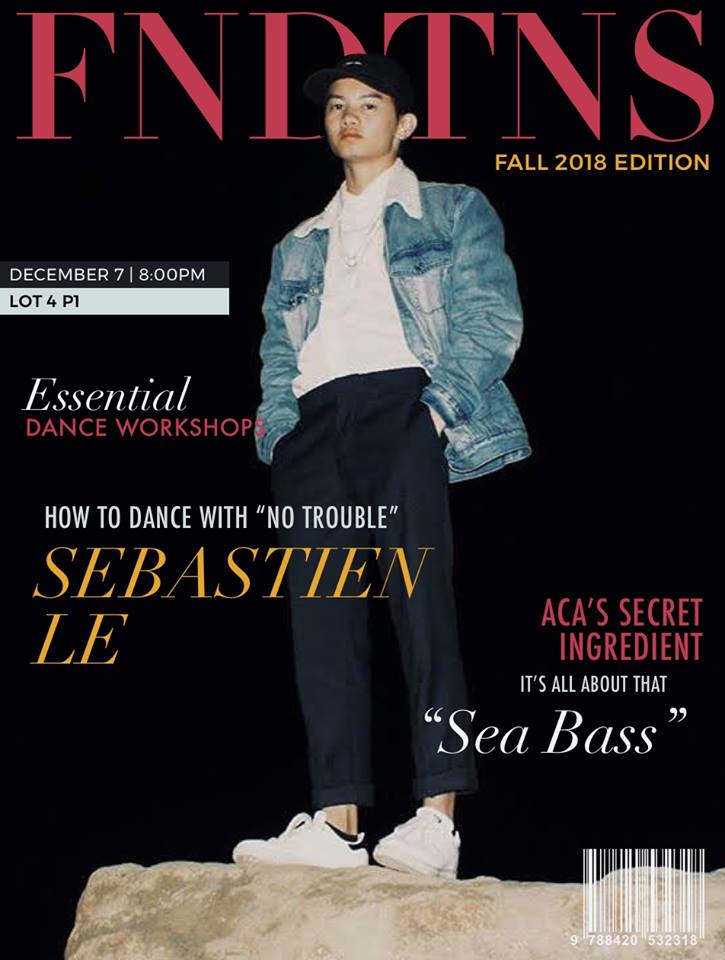 FNDTNS
FALL 2018 EDITION
DECEMBER 7 | 8:00PM
LOT 4 P1
Essential
DANCE WORKSHOPS
HOW TO DANCE WITH “NO TROUBLE”
SEBASTIEN
LE
ACA’S SECRET
INGREDIENT
IT’S ALL ABOUT THAT
“Sea Bass”
9 788420 532318